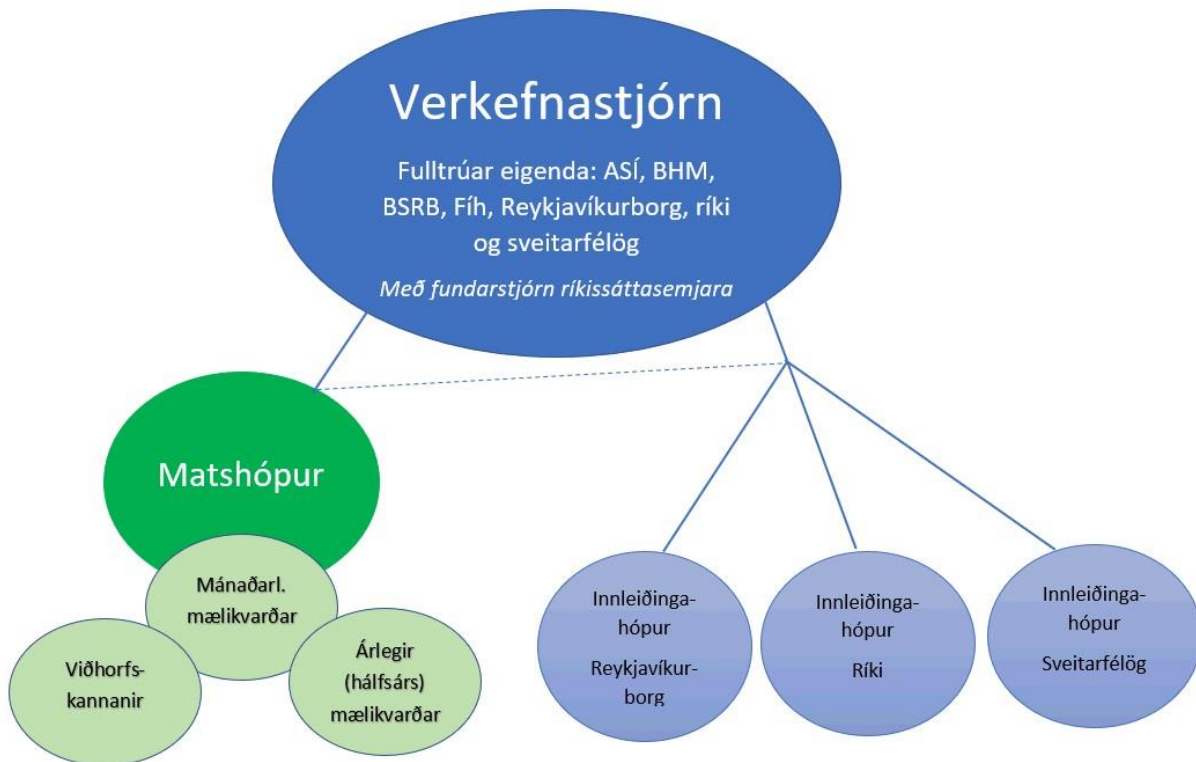 Verkefnastjórn
Fulltrúar eigenda: ASÍ, BHM,
BSRB, Fíh, Reykjavíkurborg, ríki
og sveitarfélög
Með fundarstjórn ríkissáttasemjara
Matshópur
Mánaðarl.
mælikvarðar
Viðhorfs-
kannanir
Árlegir
(hálfsárs)
mælikvarðar
Innleiðinga-
hópur
Reykjavíkur-
borg
Innleiðinga-
hópur
Ríki
Innleiðinga-
hópur
Sveitarfélög